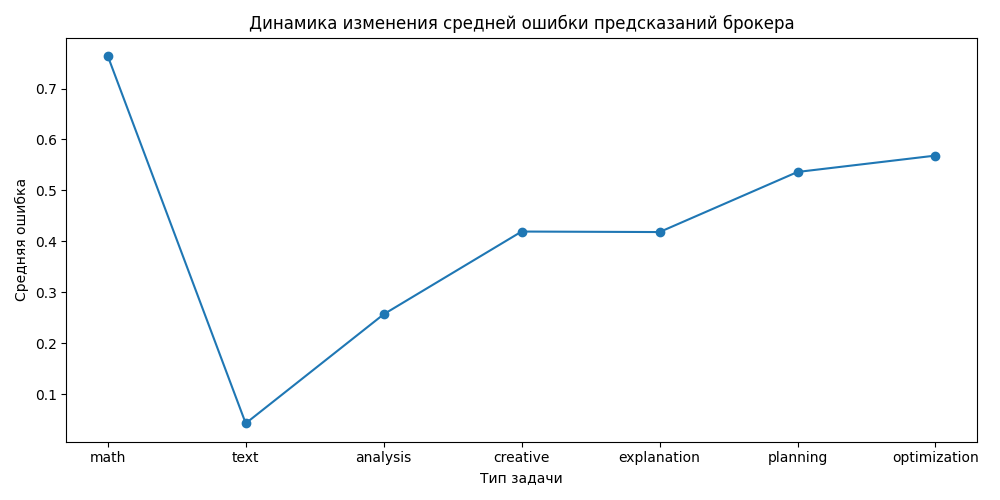 Динамика изменения средней ошибки предсказаний брокера
Средняя ошибка
0.7
0.6
0.5
0.4
0.3
0.2
0.1
math text analysis creative explanation planning optimization
Тип задачи